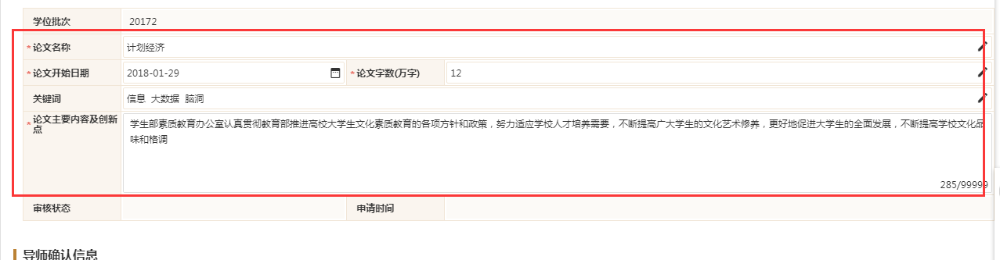 学位批次 20172
*论文名称 计划经济
*论文开始日期 2018-01-29 *论文字数(万字) 12
关键词 信息 大数据 脑洞
*论文主要内容及创新点
学生部素质教育办公室认真贯彻教育部推进高校大学生文化素质教育的各项方针和政策，努力适应学校人才培养需要，不断提高广大学生的文化艺术修养，更好地促进大学生的全面发展，不断提高学校文化品
味和格调
285/99999
审核状态 申请时间
导师确认信息